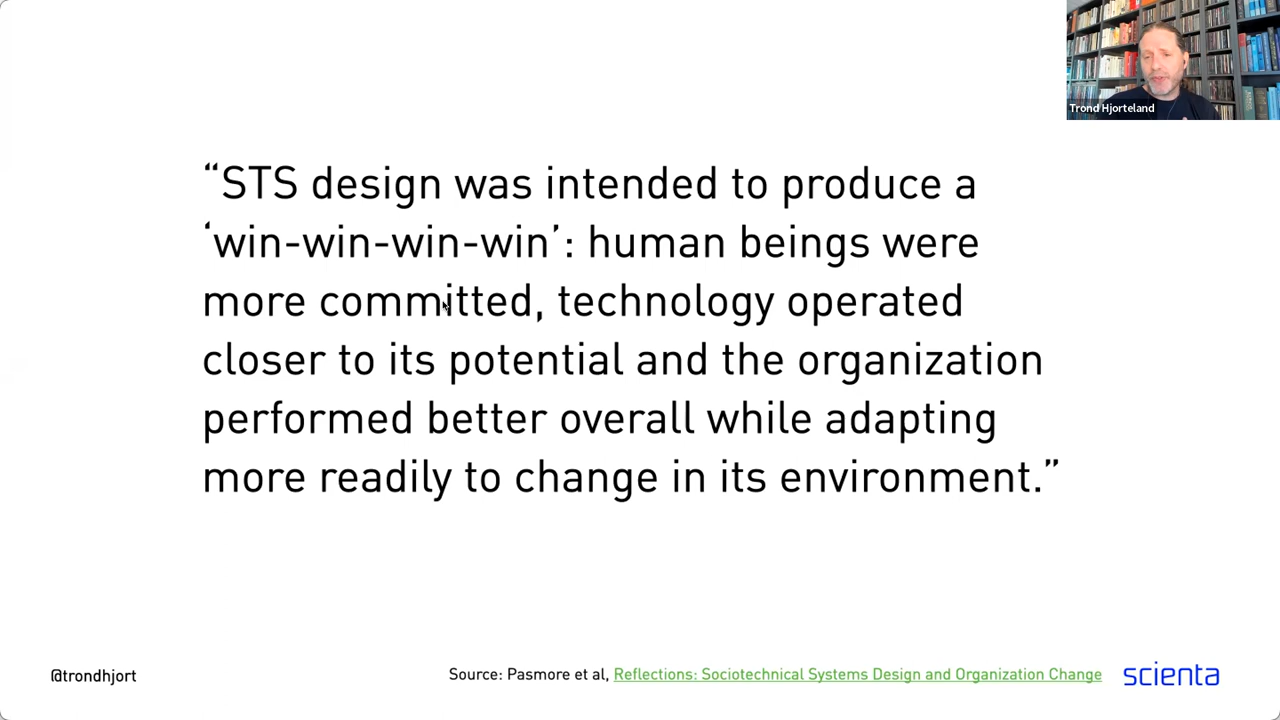 Trond Hjorteland
“STS design was intended to produce a
‘win-win-win-win’: human beings were
more committed, technology operated
closer to its potential and the organization
performed better overall while adapting
more readily to change in its environment.”
@trondhjort
Source: Pasmore et al, Reflections: Sociotechnical Systems Design and Organization Change
scienta